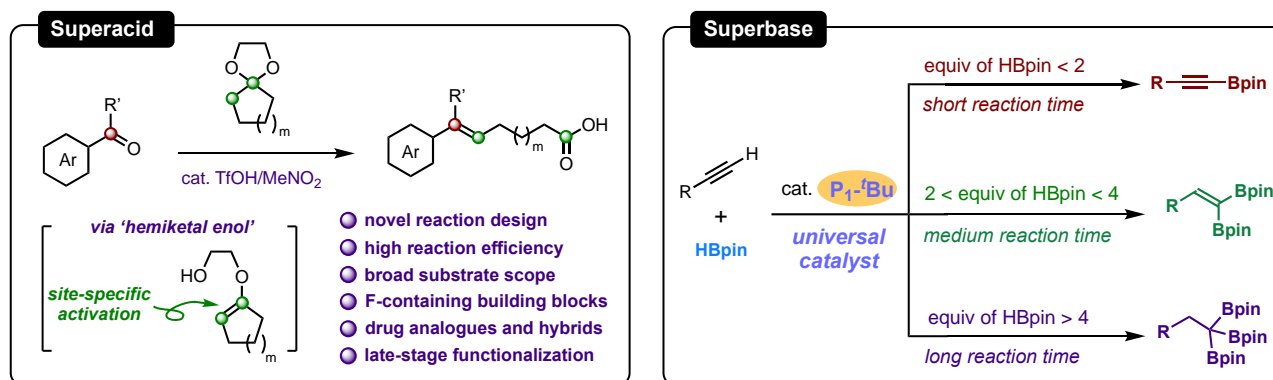 Superacid
O O
m
R'
O
Ar
cat. TfOH/MeNO2
R'
Ar
m
OH
O
via 'hemiketal enol'
HO
O
site-specific
activation
m
novel reaction design
high reaction efficiency
broad substrate scope
F-containing building blocks
drug analogues and hybrids
late-stage functionalization
Superbase
H
R
+
HBpin
cat. P1-tBu
universal
catalyst
equiv of HBpin < 2
short reaction time
R Bpin
2 < equiv of HBpin < 4
medium reaction time
R Bpin
Bpin
equiv of HBpin > 4
long reaction time
R Bpin
Bpin
Bpin